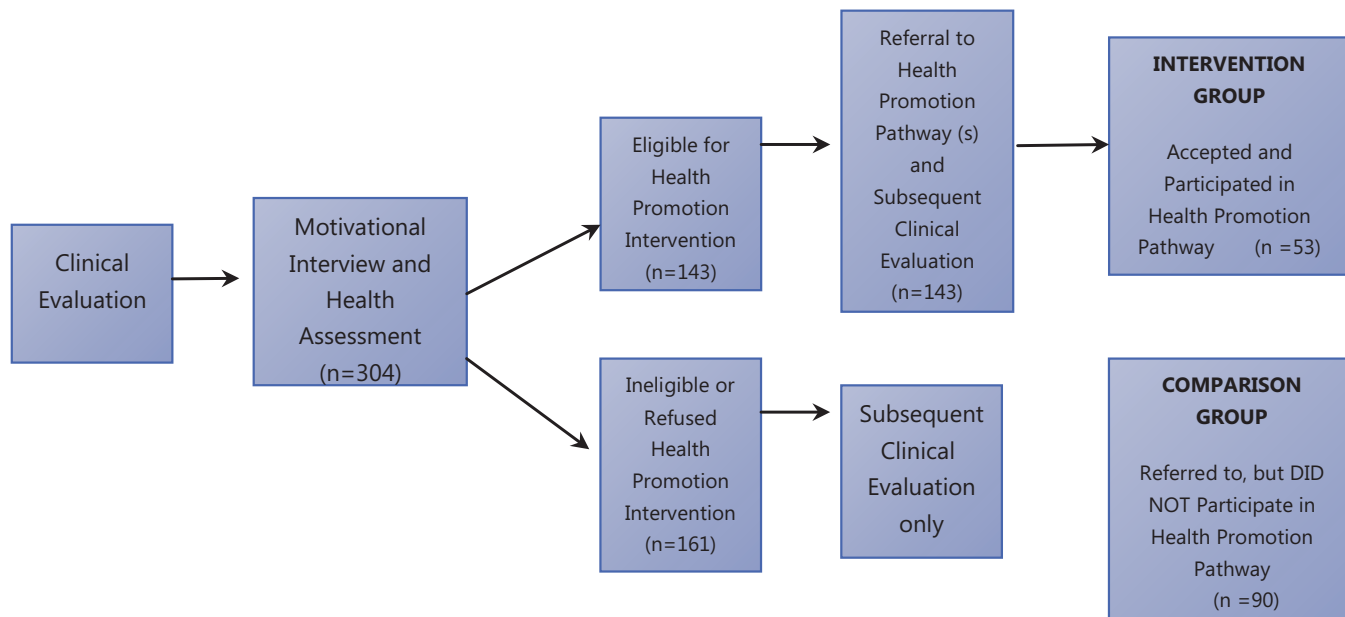 Clinical
Evaluation
Motivational
Interview and
Health
Assessment
(n=304)
Eligible for
Health
Promotion
Intervention
(n=143)
Referral to
Health
Promotion
Pathway (s)
and
Subsequent
Clinical
Evaluation
(n=143)
INTERVENTION
GROUP
Accepted and
Participated in
Health Promotion
Pathway (n =53)
Ineligible or
Refused
Health
Promotion
Intervention
(n=161)
Subsequent
Clinical
Evaluation
only
COMPARISON
GROUP
Referred to, but DID
NOT Participate in
Health Promotion
Pathway
(n =90)